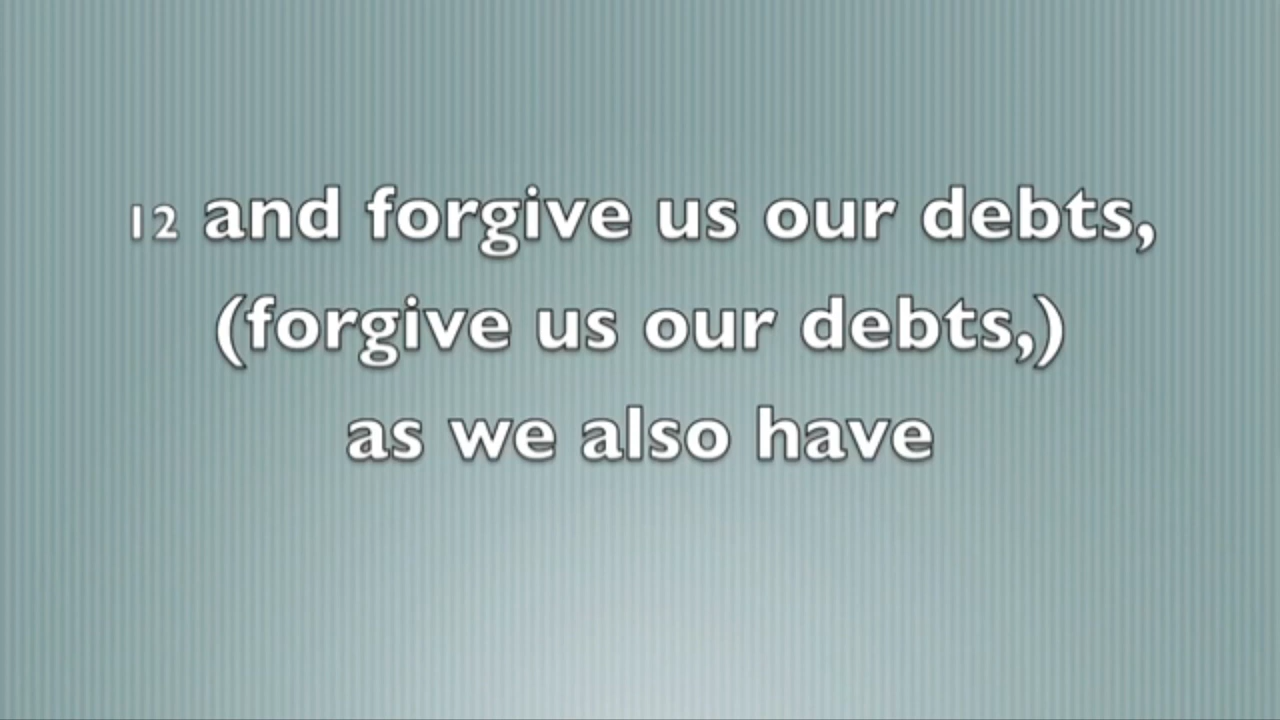 12 and forgive us our debts,
(forgive us our debts,)
as we also have